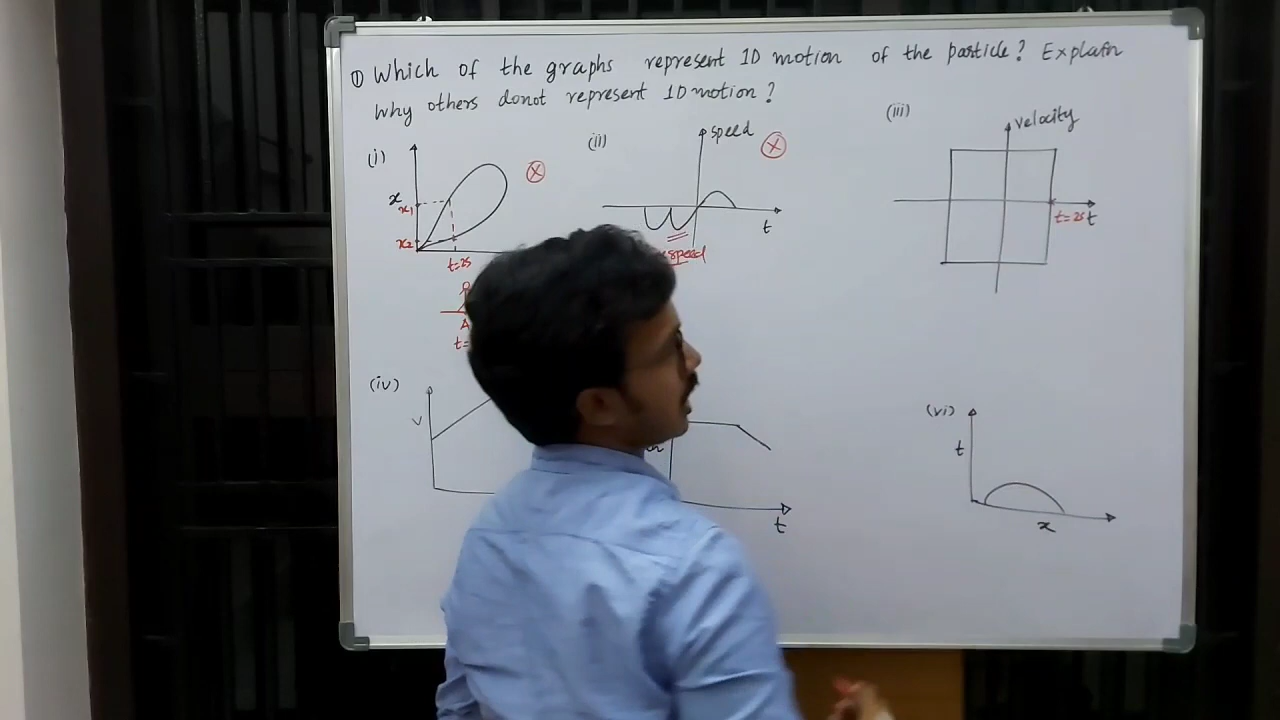 ① Which of the graphs represent 1D motion of the particle? Explain
why others donot represent 1D motion?
(i)
x
x₁
x₂
t=2s
A
t=
(ii)
speed
t
speed
(iii)
velocity
t=2s t
(iv)
v
t
(vi)
t
x